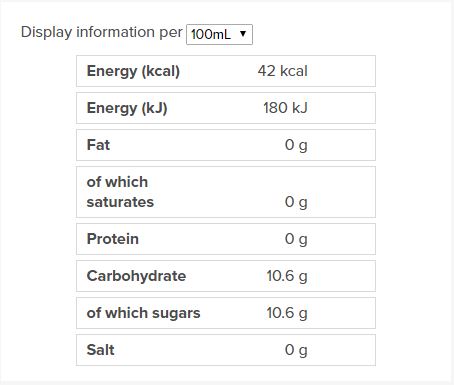 Display information per 100mL
Energy (kcal) 42 kcal
Energy (kJ) 180 kJ
Fat 0 g
of which
saturates 0 g
Protein 0 g
Carbohydrate 10.6 g
of which sugars 10.6 g
Salt 0 g